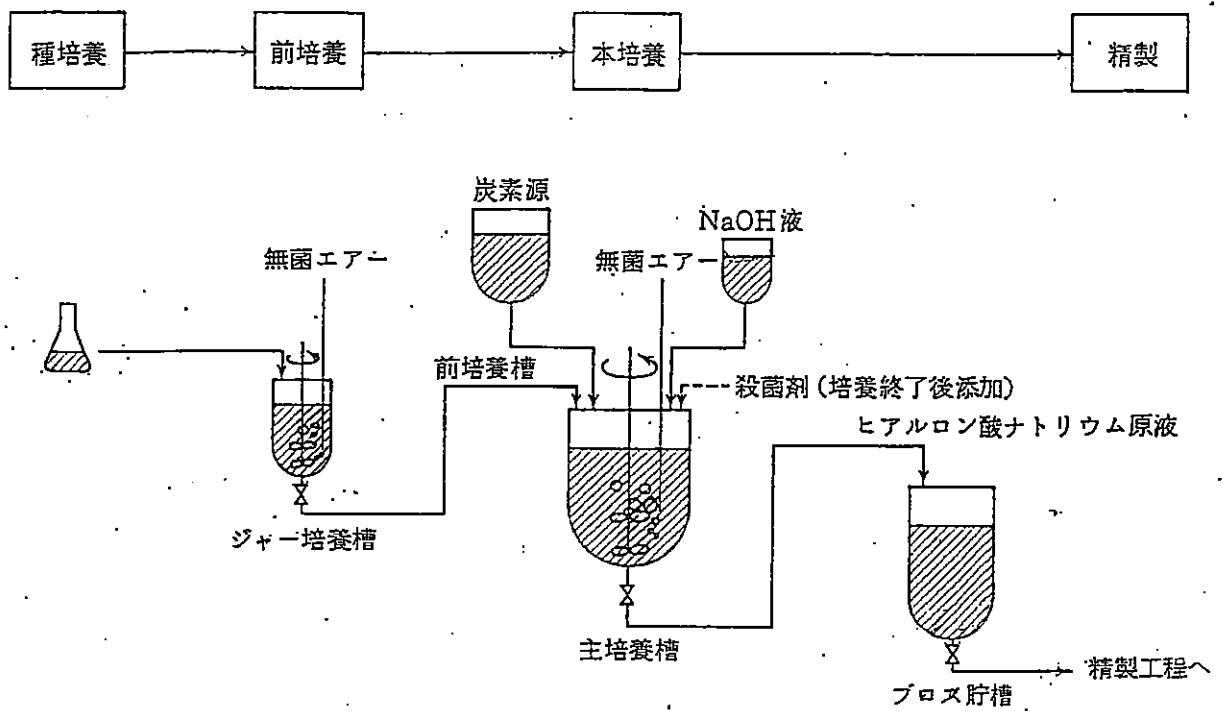 種培養
前培養
本培養
精製
炭素源
NaOH液
無菌エアー
無菌エアー
前培養槽
殺菌剤(培養終了後添加)
ヒアルロン酸ナトリウム原液
ジャー培養槽
主培養槽
精製工程へ
ブロス貯槽